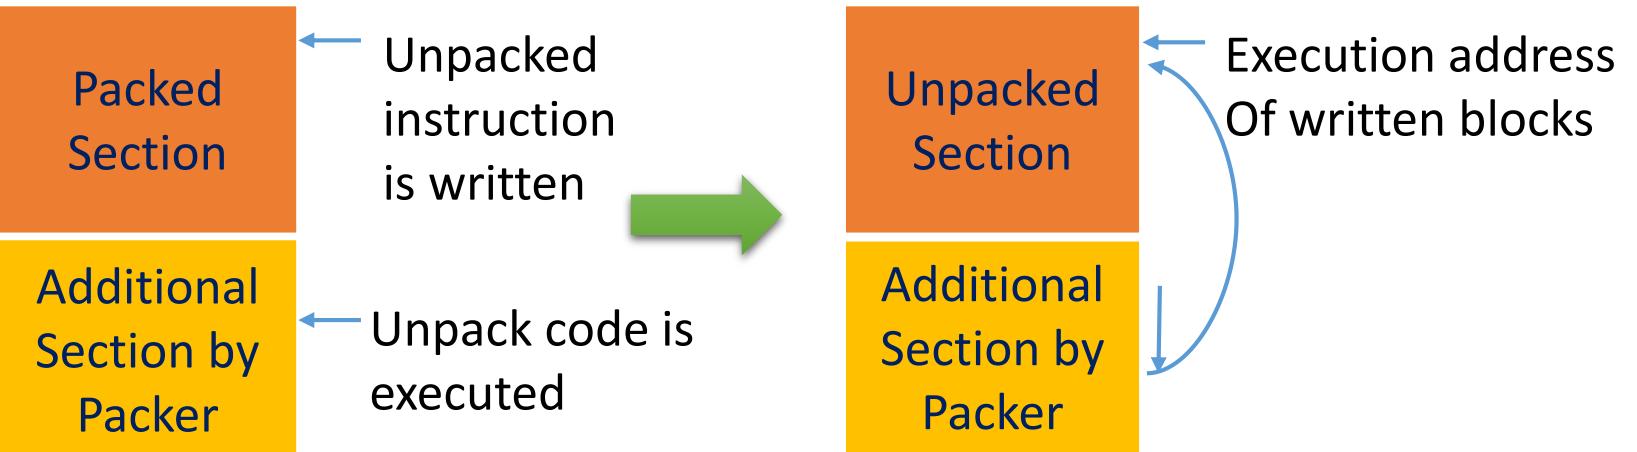 Packed
Section
Unpacked
instruction
is written
Additional
Section by
Packer
Unpack code is
executed
Unpacked
Section
Execution address
Of written blocks
Additional
Section by
Packer